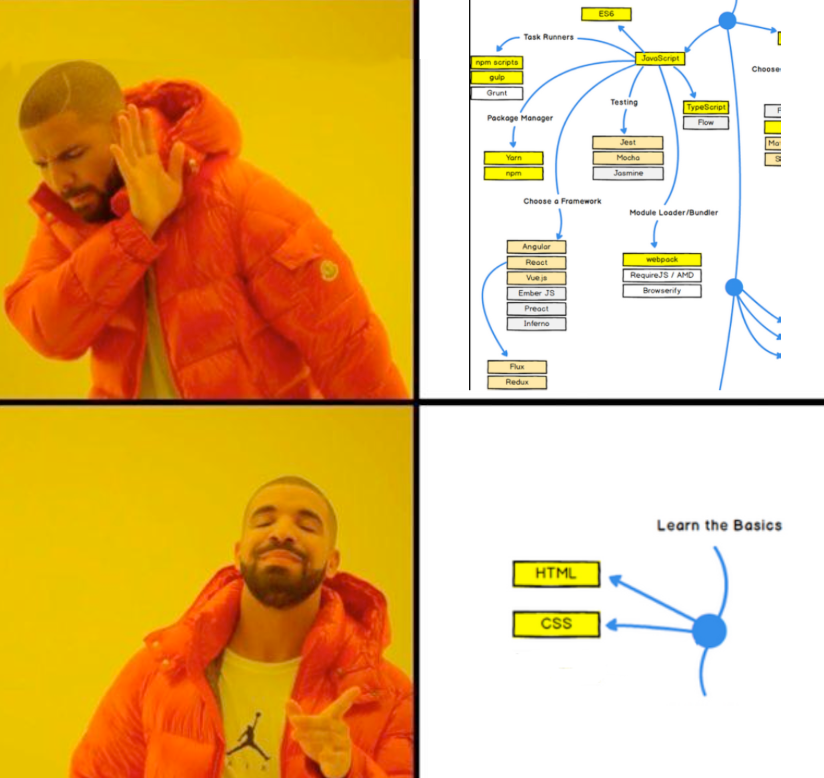 ES6
Task Runners
JavaScript
npm scripts
gulp
Grunt
Choose
Testing
TypeScript
Flow
Package Manager
Jest
Mocha
Jasmine
Yarn
npm
Choose a Framework
Module Loader/Bundler
Angular
React
Vue.js
Ember JS
Preact
Inferno
webpack
RequireJS / AMD
Browserify
Flux
Redux
Learn the Basics
HTML
CSS